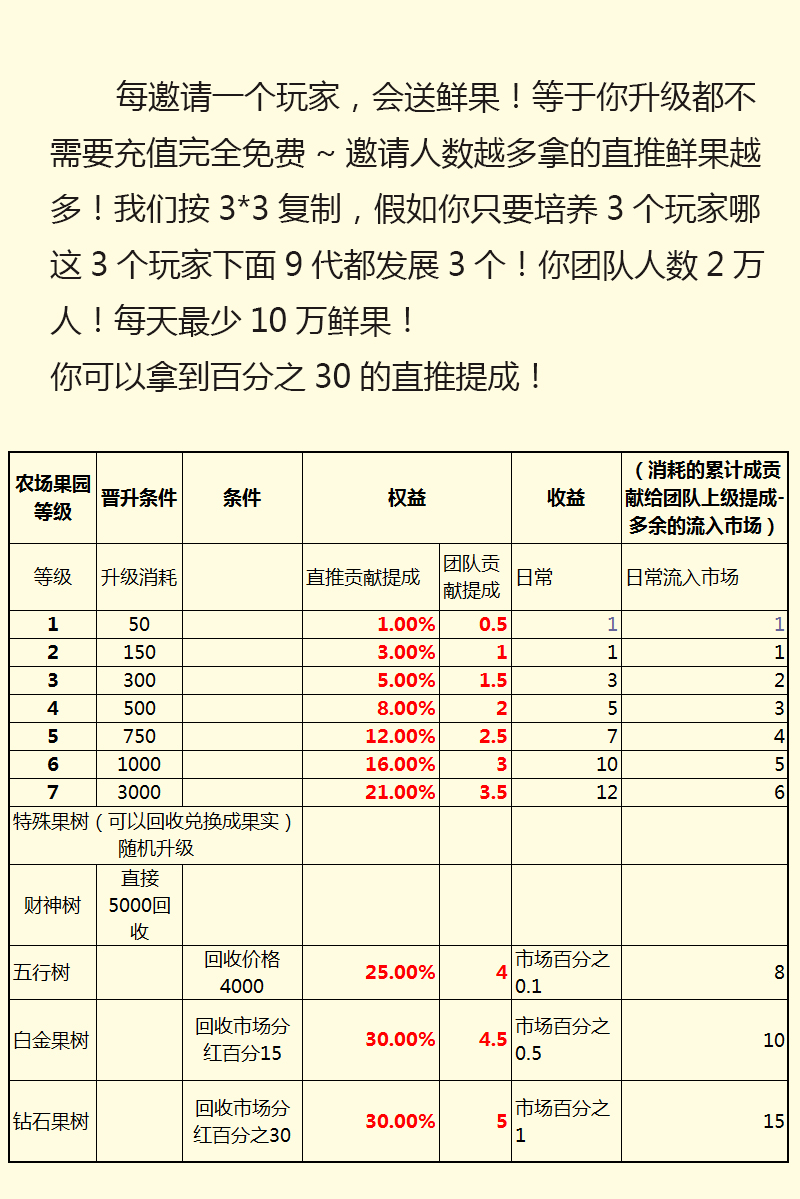 每邀请一个玩家，会送鲜果！等于你升级都不
需要充值完全免费 ~ 邀请人数越多拿的直推鲜果越
多！我们按 3*3 复制，假如你只要培养 3 个玩家哪
这 3 个玩家下面 9 代都发展 3 个！你团队人数 2 万
人！每天最少 10 万鲜果！
你可以拿到百分之 30 的直推提成！
农场果园
等级
晋升条件
条件
权益
收益
（消耗的累计成贡
献给团队上级提成-
多余的流入市场）
等级
升级消耗
直推贡献提成
团队贡
献提成
日常
日常流入市场
1 50 1.00% 0.5 1 1
2 150 3.00% 1 1 1
3 300 5.00% 1.5 3 2
4 500 8.00% 2 5 3
5 750 12.00% 2.5 7 4
6 1000 16.00% 3 10 5
7 3000 21.00% 3.5 12 6
特殊果树（可以回收兑换成果实）
随机升级
财神树
直接
5000回
收
五行树
回收价格
4000
25.00%
4
市场百分之
0.1
8
白金果树
回收市场分
红百分15
30.00%
4.5
市场百分之
0.5
10
钻石果树
回收市场分
红百分之30
30.00%
5
市场百分之
1
15